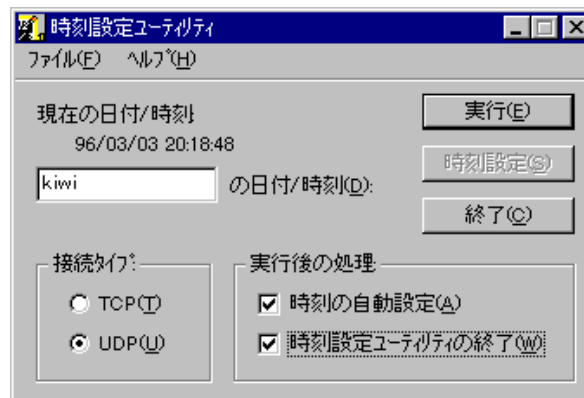 時刻設定ﾕｰﾃｨﾘﾃｨ
ﾌｧｲﾙ(F) ﾍﾙﾌﾟ(H)
現在の日付/時刻:
96/03/03 20:18:48
kiwi の日付/時刻(D):
実行(E)
時刻設定(S)
終了(C)
接続ﾀｲﾌﾟ:
TCP(T)
UDP(U)
実行後の処理:
時刻の自動設定(A)
時刻設定ﾕｰﾃｨﾘﾃｨの終了(W)